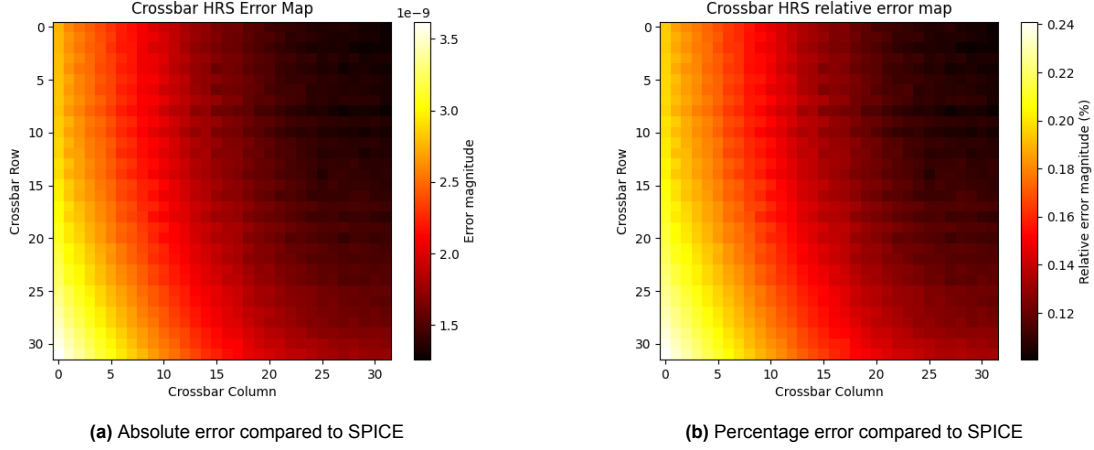 Crossbar HRS Error Map
1e−9
0
5
10
15
20
25
30
Crossbar Row
0 5 10 15 20 25 30
Crossbar Column
3.5
3.0
2.5
2.0
1.5
Error magnitude
(a) Absolute error compared to SPICE
Crossbar HRS relative error map
0
5
10
15
20
25
30
Crossbar Row
0 5 10 15 20 25 30
Crossbar Column
0.24
0.22
0.20
0.18
0.16
0.14
0.12
Relative error magnitude (%)
(b) Percentage error compared to SPICE